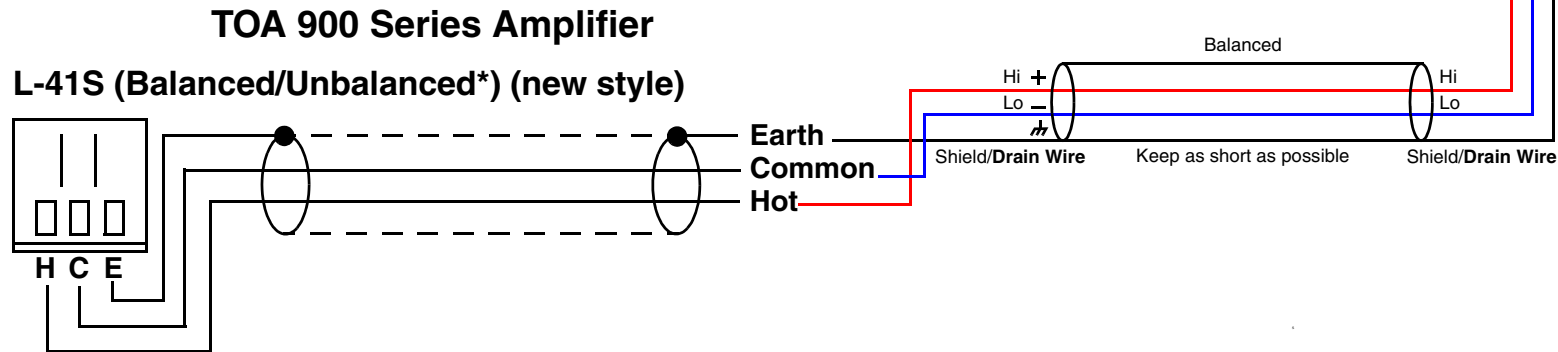 TOA 900 Series Amplifier
L-41S (Balanced/Unbalanced*) (new style)
H C E
Earth
Common
Hot
Balanced
Hi +
Lo −
Hi
Lo
Shield/Drain Wire
Keep as short as possible
Shield/Drain Wire